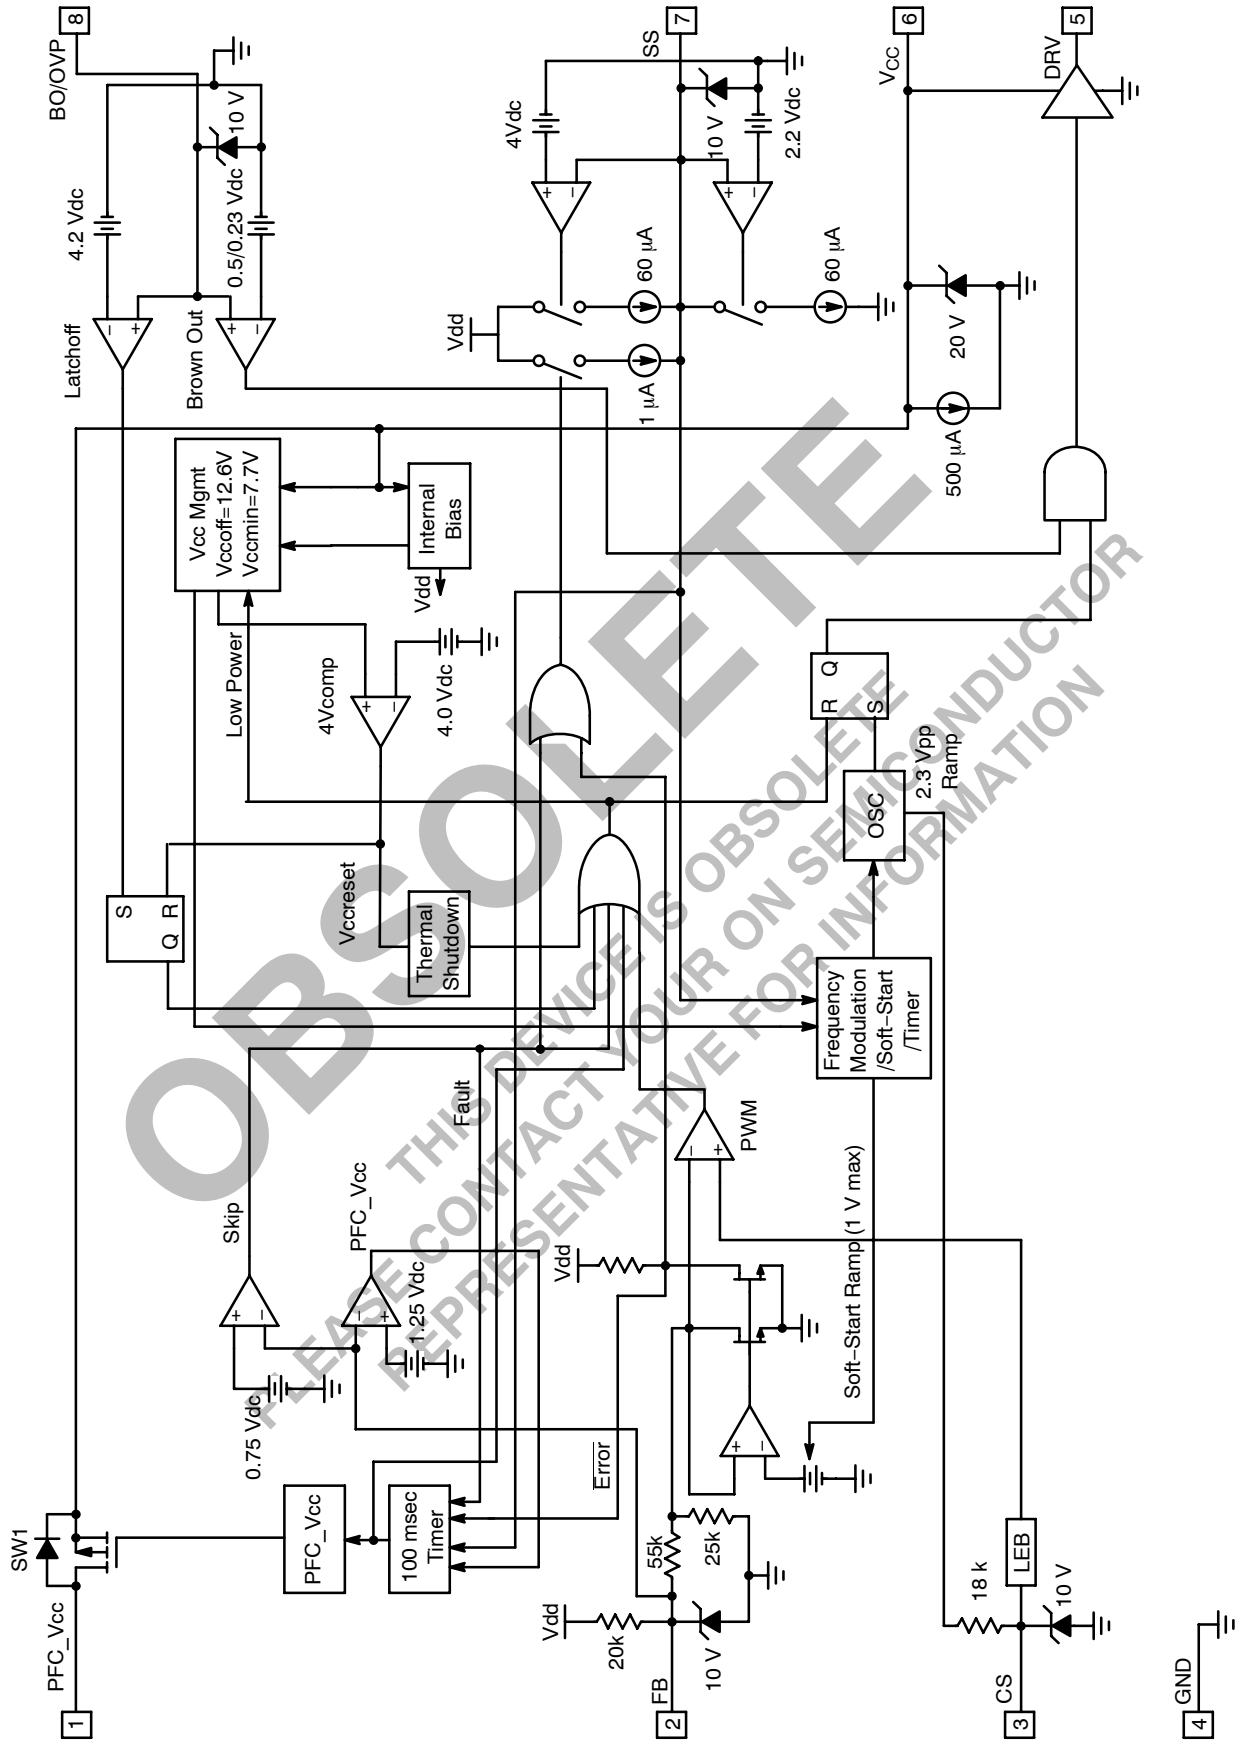 PFC_Vcc
1
SW1
PFC_Vcc
100 msec
Timer
0.75 Vdc
Skip
PFC_Vcc
1.25 Vdc
Fault
Error
S
Q
R
Vccreset
Thermal
Shutdown
4Vcomp
4.0 Vdc
Low Power
Vcc Mgmt
Vccoff=12.6V
Vccmin=7.7V
Internal
Bias
Vdd
Latchoff
Brown Out
4.2 Vdc
0.5/0.23 Vdc
10 V
BO/OVP
8
2
FB
Vdd
20k
10 V
55k
25k
Vdd
PWM
Soft−Start Ramp (1 V max)
Vdd
1 µA
60 µA
60 µA
4Vdc
10 V
2.2 Vdc
SS
7
3
CS
18 k
10 V
LEB
Frequency
Modulation
/Soft−Start
/Timer
OSC
2.3 Vpp
Ramp
R
Q
S
500 µA
20 V
VCC
6
DRV
5
4
GND
OBSOLETE
THIS DEVICE IS OBSOLETE
PLEASE CONTACT YOUR ON SEMICONDUCTOR
REPRESENTATIVE FOR INFORMATION